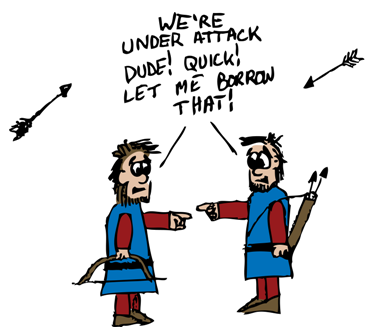 WE'RE
UNDER ATTACK
DUDE! QUICK!
LET ME BORROW
THAT!